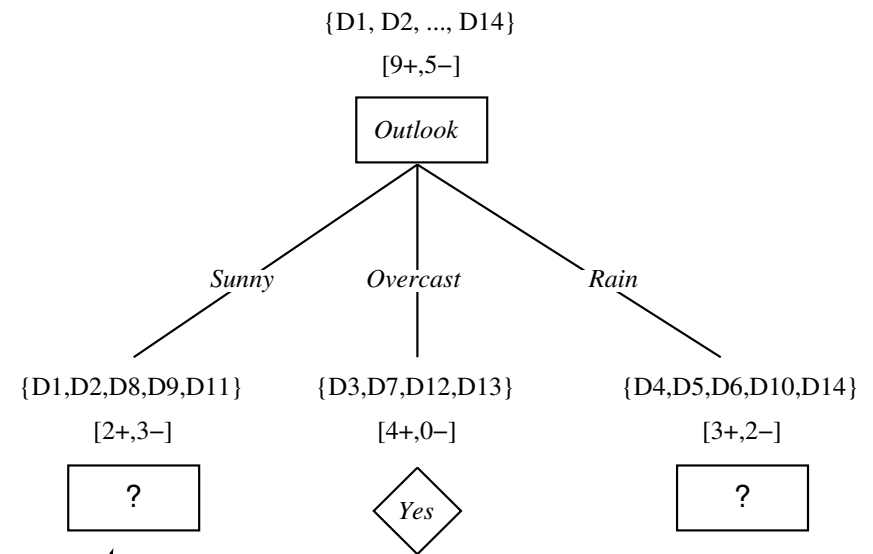 {D1, D2, ..., D14}
[9+,5−]
Outlook
Sunny
Overcast
Rain
{D1,D2,D8,D9,D11}
{D3,D7,D12,D13}
{D4,D5,D6,D10,D14}
[2+,3−]
[4+,0−]
[3+,2−]
?
Yes
?